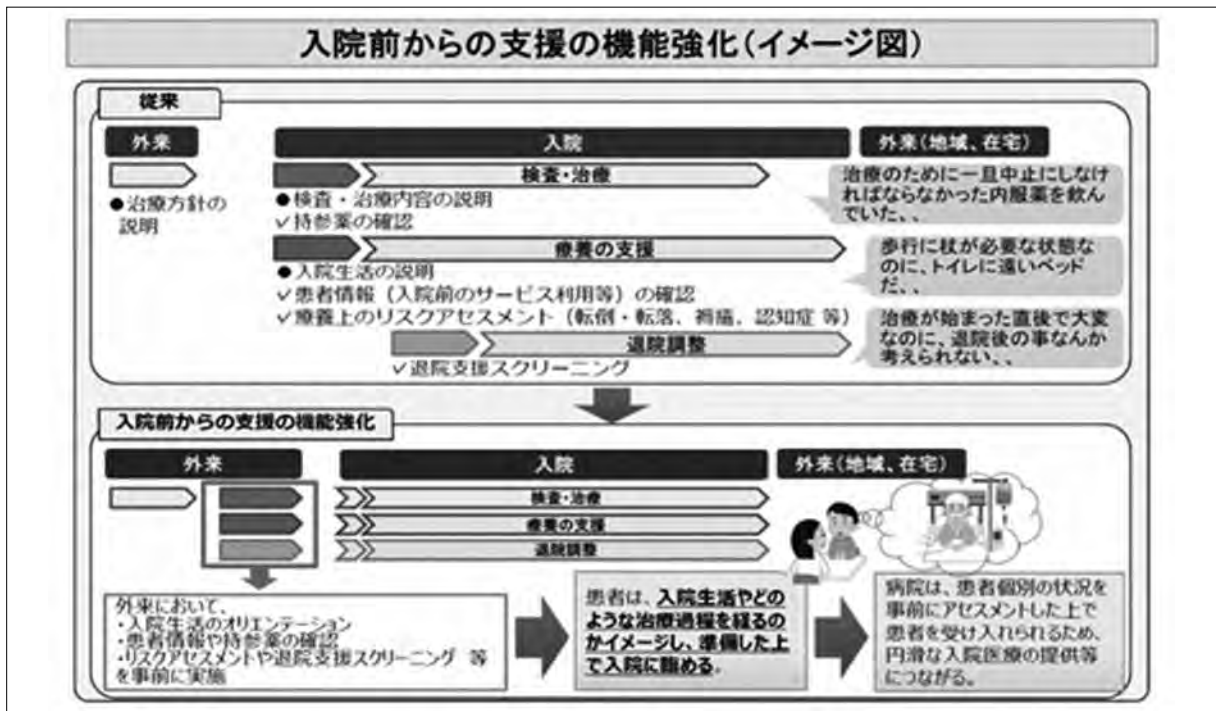 入院前からの支援の機能強化(イメージ図)
従来
外来
入院
外来(地域、在宅)
●治療方針の
説明
検査・治療
●検査・治療内容の説明
✓持参薬の確認
療養の支援
●入院生活の説明
✓患者情報(入院前のサービス利用等)の確認
✓療養上のリスクアセスメント(転倒・転落、褥瘡、認知症 等)
退院調整
✓退院支援スクリーニング
治療のために一旦中止にしなけ
ればならなかった内服薬を飲ん
でいた、、
歩行に杖が必要な状態な
のに、トイレに遠いベッド
だ、、
治療が始まった直後で大変
なのに、退院後の事なんか
考えられない、、
入院前からの支援の機能強化
外来
入院
外来(地域、在宅)
検査・治療
療養の支援
退院調整
外来において、
・入院生活のオリエンテーション
・患者情報や持参薬の確認
・リスクアセスメントや退院支援スクリーニング 等
を事前に実施
患者は、入院生活やどの
ような治療過程を経るの
かイメージし、準備した上
で入院に臨める。
病院は、患者個別の状況を
事前にアセスメントした上で
患者を受け入れられるため、
円滑な入院医療の提供等
につながる。